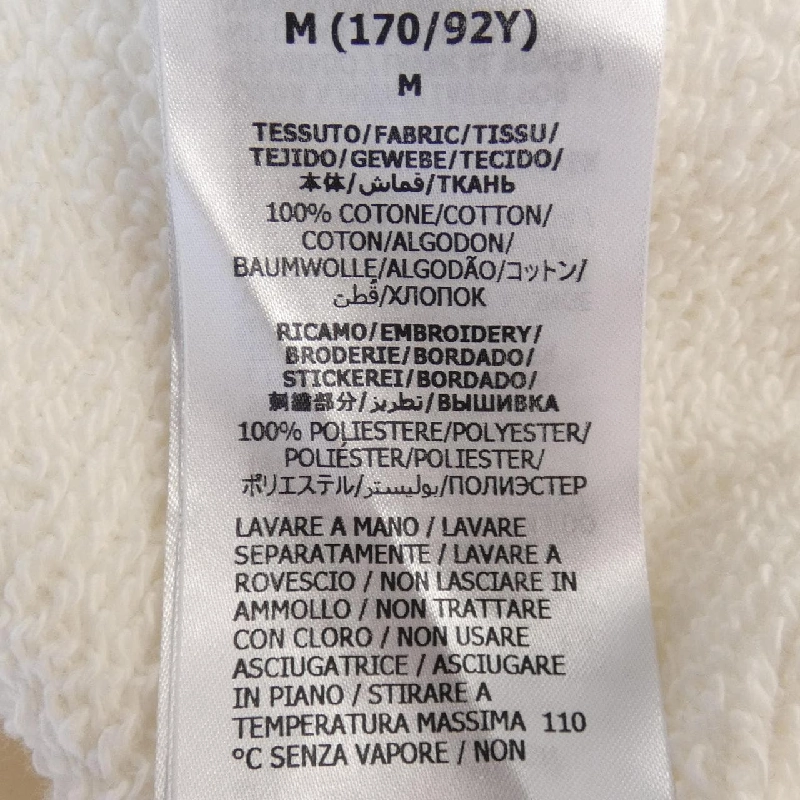 M (170/92Y)
M
TESSUTO/FABRIC/TISSU/
TEJIDO/GEWEBE/TECIDO/
本体/قماش/ТКАНЬ
100% COTONE/COTTON/
COTON/ALGODON/
BAUMWOLLE/ALGODÃO/コットン/
قُطن/ХЛОПОК
RICAMO/EMBROIDERY/
BRODERIE/BORDADO/
STICKEREI/BORDADO/
刺繍部分/تطريز/ВЫШИВКА
100% POLIESTERE/POLYESTER/
POLIÉSTER/POLIESTER/
ポリエステル/بوليستر/ПОЛИЭСТЕР
LAVARE A MANO / LAVARE
SEPARATAMENTE / LAVARE A
ROVESCIO / NON LASCIARE IN
AMMOLLO / NON TRATTARE
CON CLORO / NON USARE
ASCIUGATRICE / ASCIUGARE
IN PIANO / STIRARE A
TEMPERATURA MASSIMA 110
°C SENZA VAPORE / NON